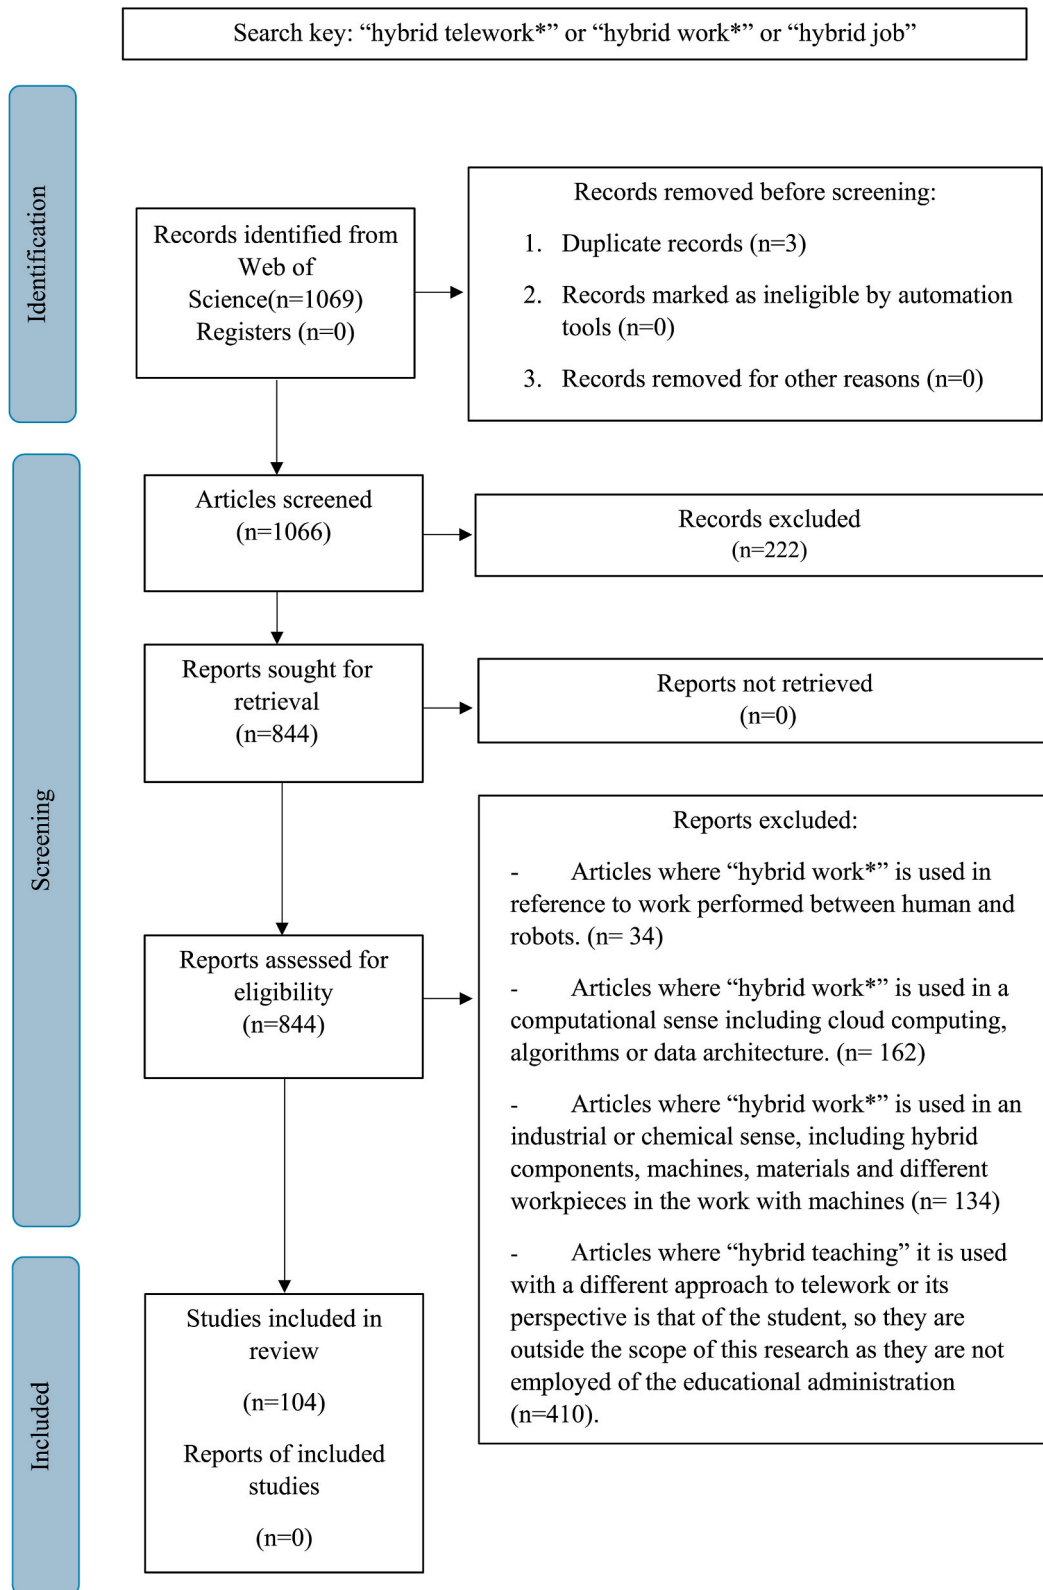 Search key: “hybrid telework*” or “hybrid work*” or “hybrid job”
Identification
Records identified from
Web of
Science(n=1069)
Registers (n=0)
Records removed before screening:
1. Duplicate records (n=3)
2. Records marked as ineligible by automation
tools (n=0)
3. Records removed for other reasons (n=0)
Screening
Articles screened
(n=1066)
Records excluded
(n=222)
Reports sought for
retrieval
(n=844)
Reports not retrieved
(n=0)
Reports assessed for
eligibility
(n=844)
Reports excluded:
- Articles where “hybrid work*” is used in
reference to work performed between human and
robots. (n= 34)
- Articles where “hybrid work*” is used in a
computational sense including cloud computing,
algorithms or data architecture. (n= 162)
- Articles where “hybrid work*” is used in an
industrial or chemical sense, including hybrid
components, machines, materials and different
workpieces in the work with machines (n= 134)
- Articles where “hybrid teaching” it is used
with a different approach to telework or its
perspective is that of the student, so they are
outside the scope of this research as they are not
employed of the educational administration
(n=410).
Included
Studies included in
review
(n=104)
Reports of included
studies
(n=0)